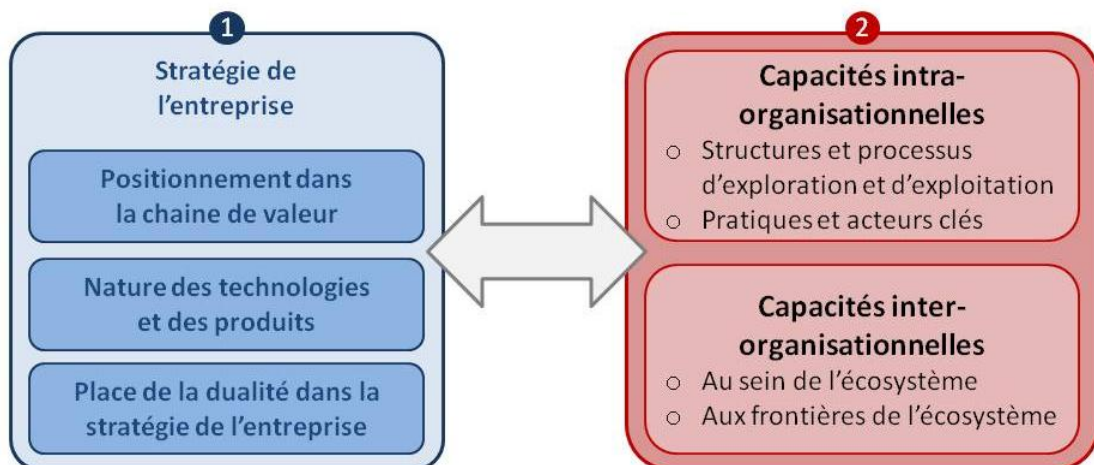 1
Stratégie de
l’entreprise
Positionnement dans
la chaine de valeur
Nature des technologies
et des produits
Place de la dualité dans la
stratégie de l’entreprise
2
Capacités intra-
organisationnelles
○ Structures et processus
d’exploration et d’exploitation
○ Pratiques et acteurs clés
Capacités inter-
organisationnelles
○ Au sein de l’écosystème
○ Aux frontières de l’écosystème